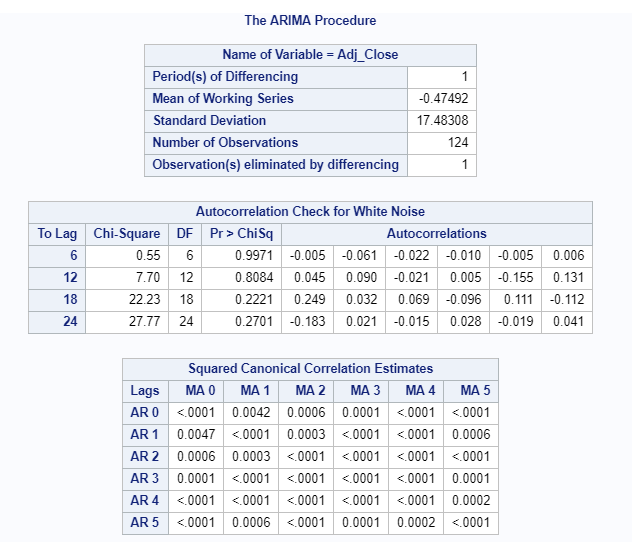 The ARIMA Procedure
Name of Variable = Adj_Close
Period(s) of Differencing 1
Mean of Working Series -0.47492
Standard Deviation 17.48308
Number of Observations 124
Observation(s) eliminated by differencing 1
Autocorrelation Check for White Noise
To Lag Chi-Square DF Pr > ChiSq Autocorrelations
6 0.55 6 0.9971 -0.005 -0.061 -0.022 -0.010 -0.005 0.006
12 7.70 12 0.8084 0.045 0.090 -0.021 0.005 -0.155 0.131
18 22.23 18 0.2221 0.249 0.032 0.069 -0.096 0.111 -0.112
24 27.77 24 0.2701 -0.183 0.021 -0.015 0.028 -0.019 0.041
Squared Canonical Correlation Estimates
Lags MA 0 MA 1 MA 2 MA 3 MA 4 MA 5
AR 0 <.0001 0.0042 0.0006 0.0001 <.0001 <.0001
AR 1 0.0047 <.0001 0.0003 <.0001 <.0001 0.0006
AR 2 0.0006 0.0003 <.0001 <.0001 <.0001 <.0001
AR 3 0.0001 <.0001 <.0001 <.0001 <.0001 0.0001
AR 4 <.0001 <.0001 <.0001 <.0001 <.0001 0.0002
AR 5 <.0001 0.0006 <.0001 0.0001 0.0002 <.0001